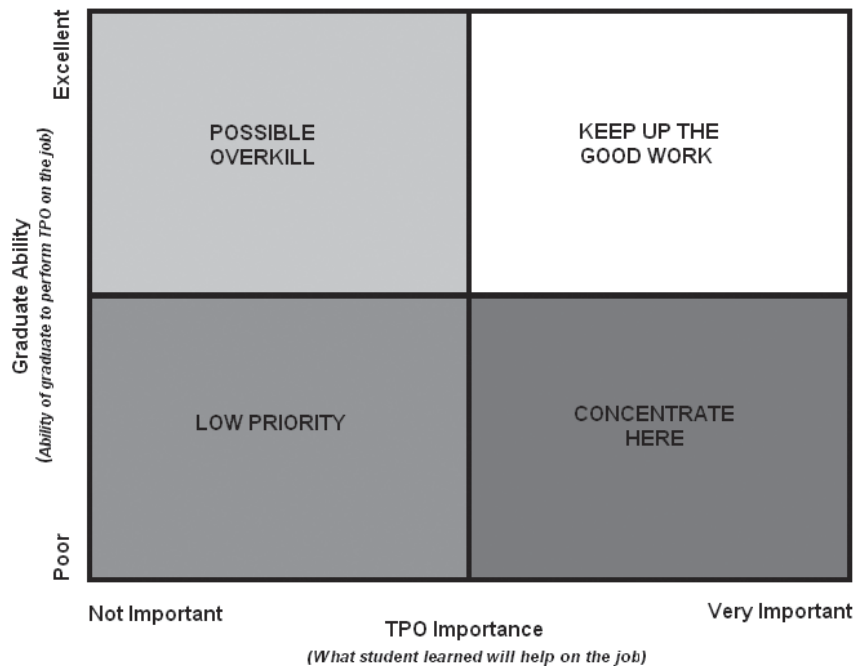 Excellent
POSSIBLE
OVERKILL
KEEP UP THE
GOOD WORK
Graduate Ability
(Ability of graduate to perform TPO on the job)
LOW PRIORITY
CONCENTRATE
HERE
Poor
Not Important
Very Important
TPO Importance
(What student learned will help on the job)